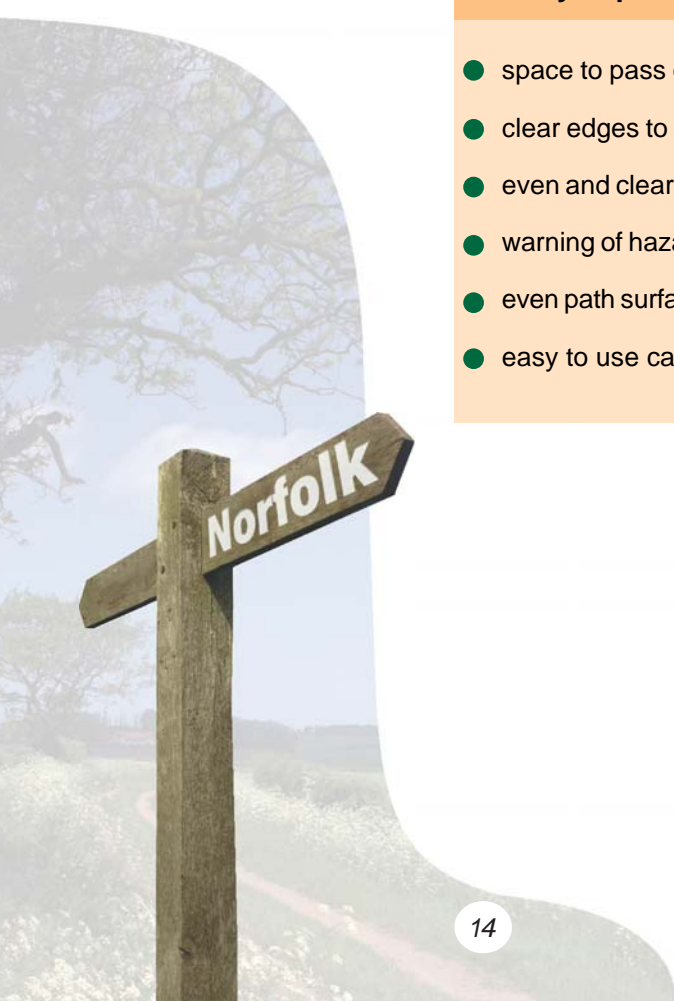 space to pass
clear edges to
even and clear
warning of haza
even path surfa
easy to use ca
Norfolk
14